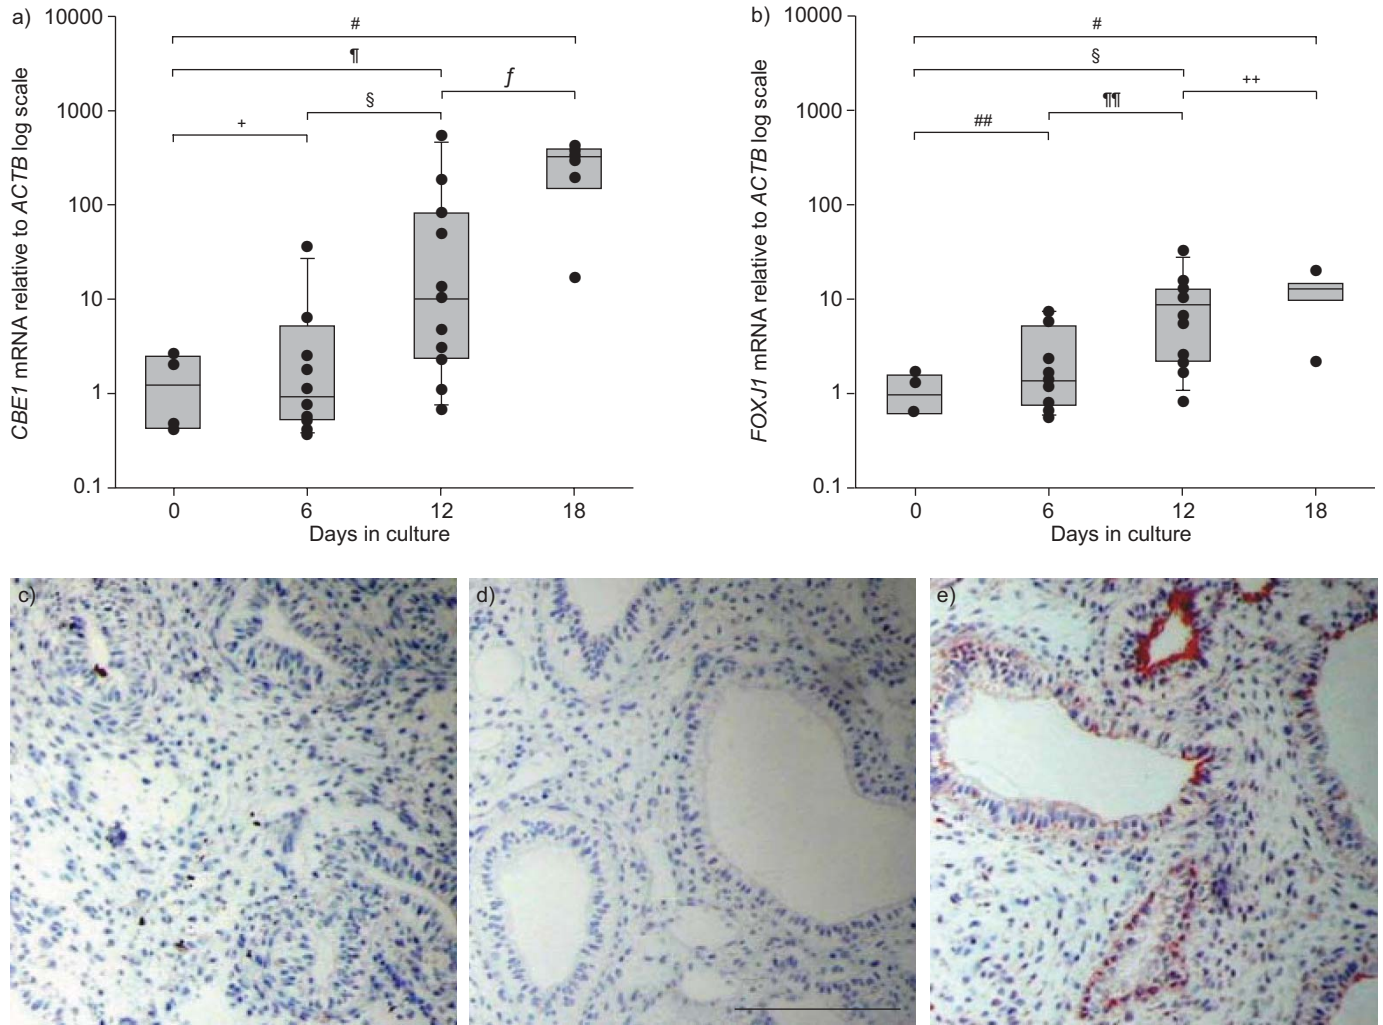 a)
CBE1 mRNA relative to ACTB log scale
10000
1000
100
10
1
0.1
#
¶
ƒ
§
+
0 6 12 18
Days in culture
b)
FOXJ1 mRNA relative to ACTB log scale
10000
1000
100
10
1
0.1
#
§
++
¶¶
##
0 6 12 18
Days in culture
c)
d)
e)